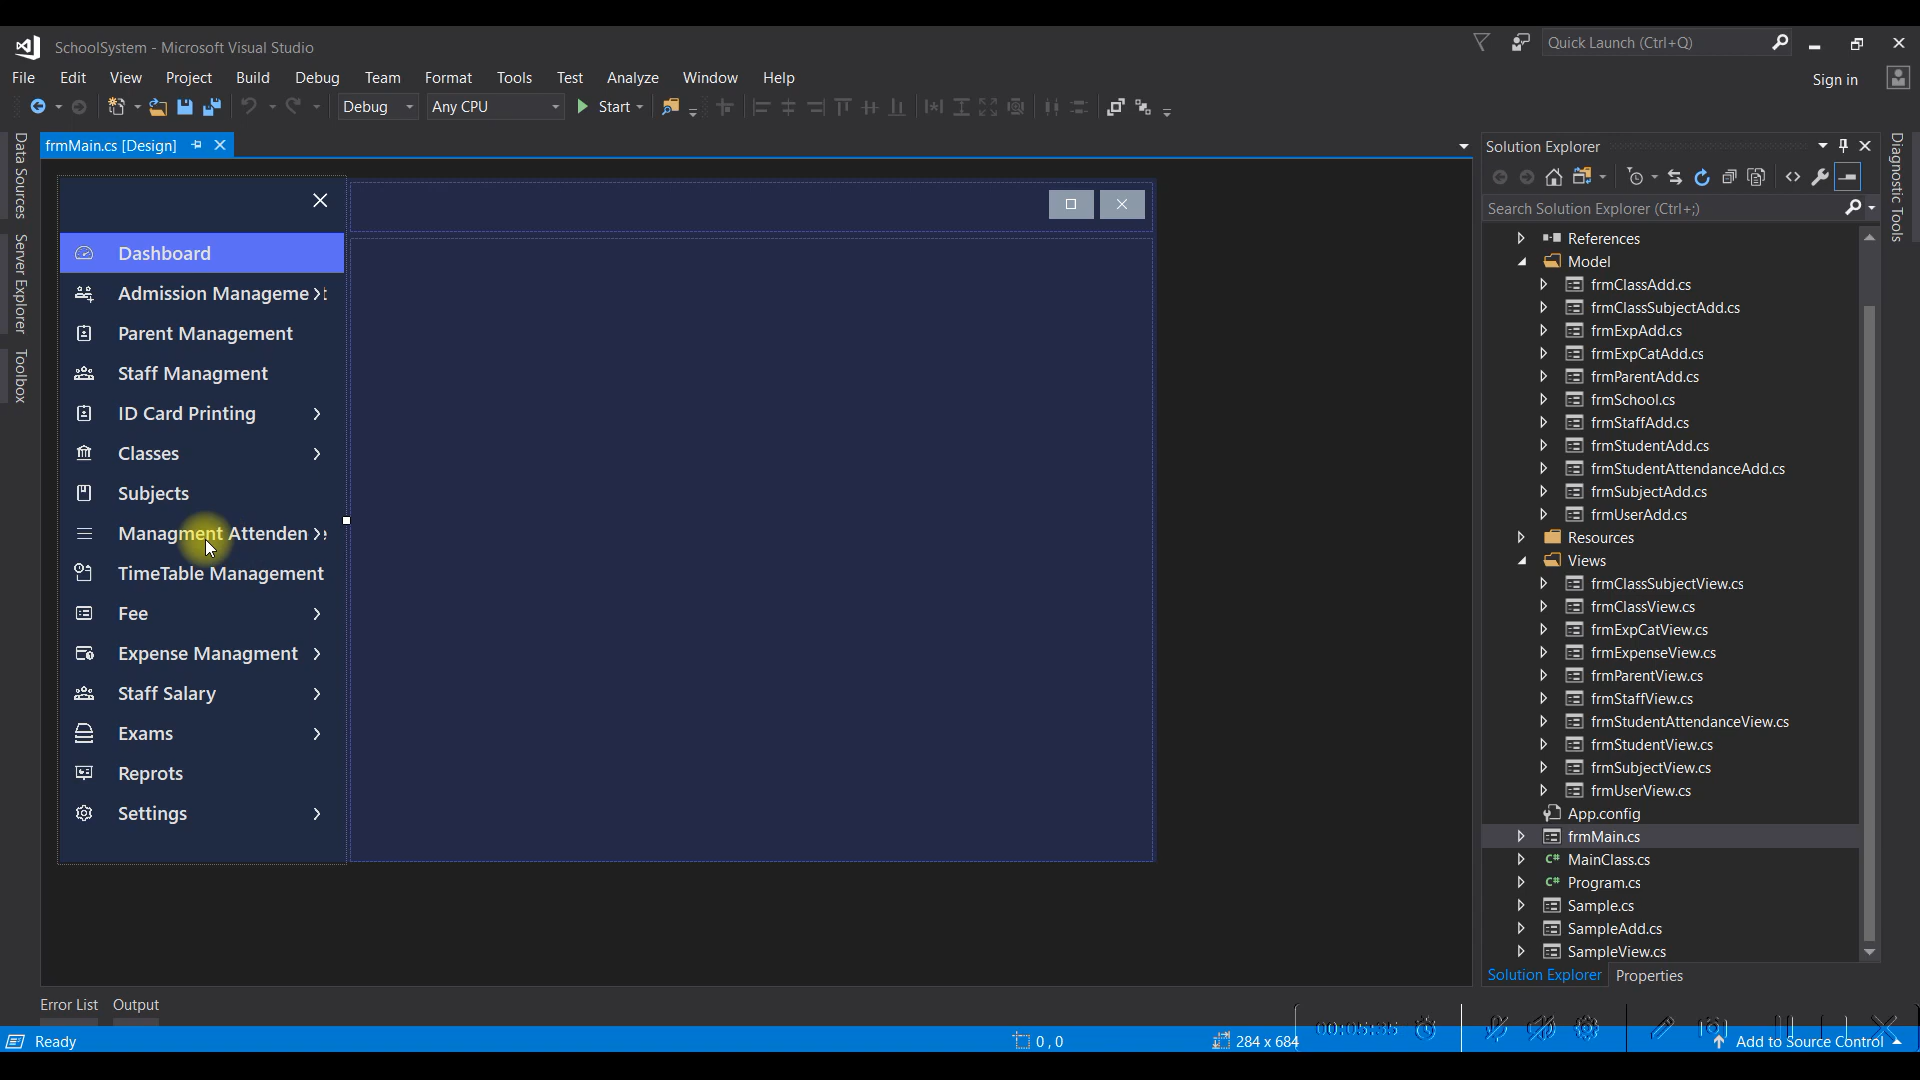 SchoolSystem - Microsoft Visual Studio
Quick Launch (Ctrl+Q)
File Edit View Project Build Debug Team Format Tools Test Analyze Window Help
Sign in
Debug Any CPU Start
Data Sources
Server Explorer
Toolbox
frmMain.cs [Design]
Dashboard
Admission Manageme t
Parent Management
Staff Managment
ID Card Printing
Classes
Subjects
Managment Attenden
TimeTable Management
Fee
Expense Managment
Staff Salary
Exams
Reprots
Settings
Solution Explorer
Search Solution Explorer (Ctrl+;)
References
Model
frmClassAdd.cs
frmClassSubjectAdd.cs
frmExpAdd.cs
frmExpCatAdd.cs
frmParentAdd.cs
frmSchool.cs
frmStaffAdd.cs
frmStudentAdd.cs
frmStudentAttendanceAdd.cs
frmSubjectAdd.cs
frmUserAdd.cs
Resources
Views
frmClassSubjectView.cs
frmClassView.cs
frmExpCatView.cs
frmExpenseView.cs
frmParentView.cs
frmStaffView.cs
frmStudentAttendanceView.cs
frmStudentView.cs
frmSubjectView.cs
frmUserView.cs
App.config
frmMain.cs
C# MainClass.cs
C# Program.cs
Sample.cs
SampleAdd.cs
SampleView.cs
Solution Explorer Properties
Diagnostic Tools
Error List Output
00:05:35
Ready 0 , 0 284 x 684 Add to Source Control